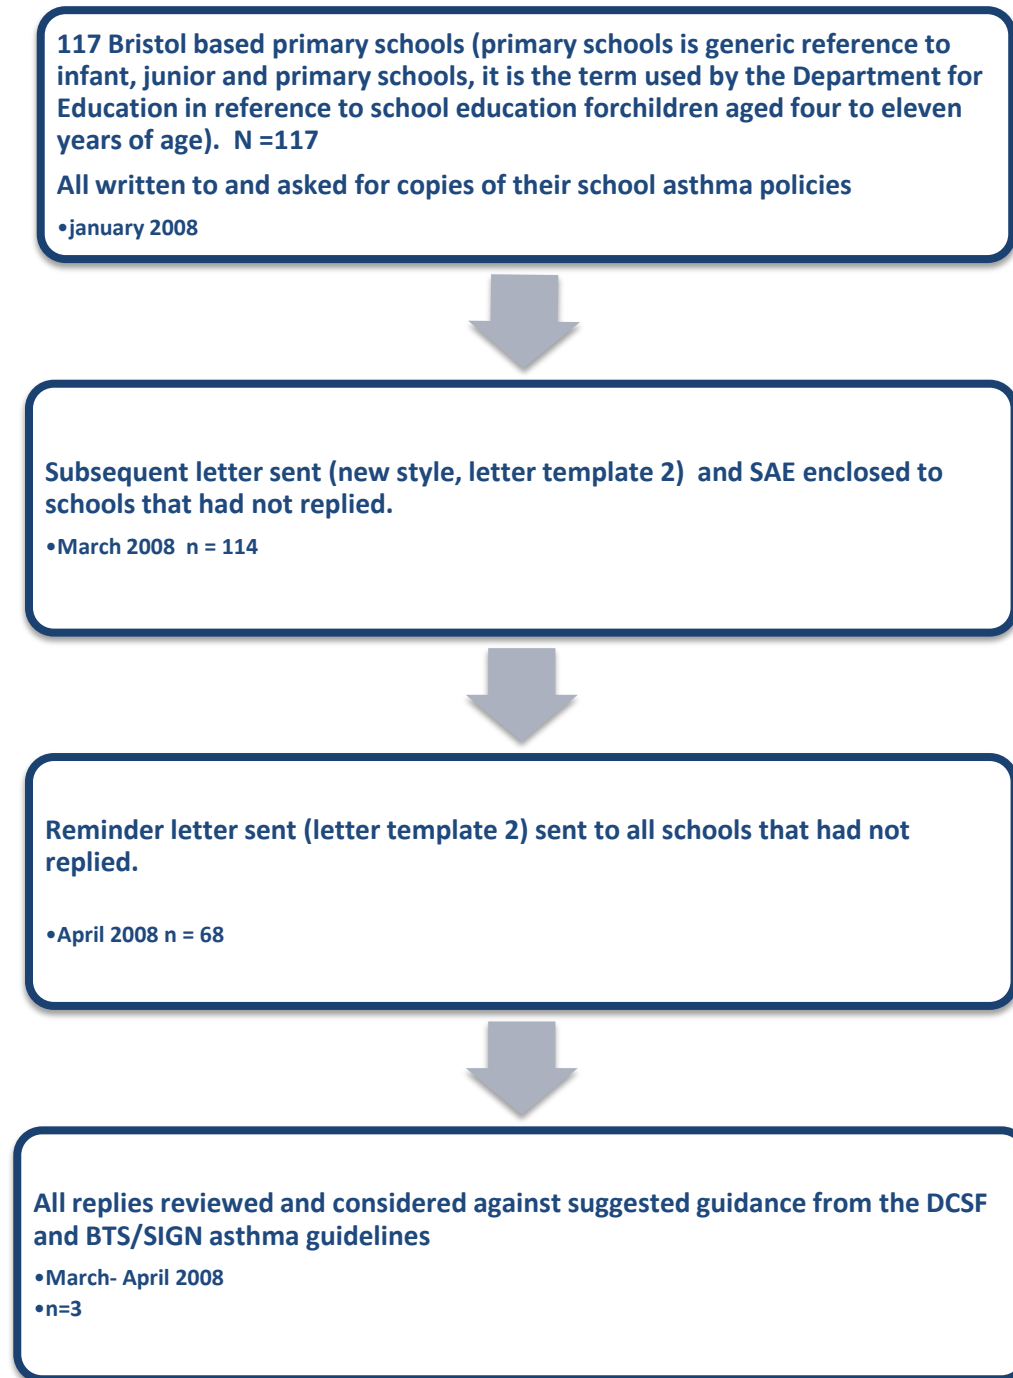 117 Bristol based primary schools (primary schools is generic reference to
infant, junior and primary schools, it is the term used by the Department for
Education in reference to school education forchildren aged four to eleven
years of age).  N =117
All written to and asked for copies of their school asthma policies
•january 2008
Subsequent letter sent (new style, letter template 2)  and SAE enclosed to
schools that had not replied.
•March 2008  n = 114
Reminder letter sent (letter template 2) sent to all schools that had not
replied.
•April 2008 n = 68
All replies reviewed and considered against suggested guidance from the DCSF
and BTS/SIGN asthma guidelines
•March- April 2008
•n=3